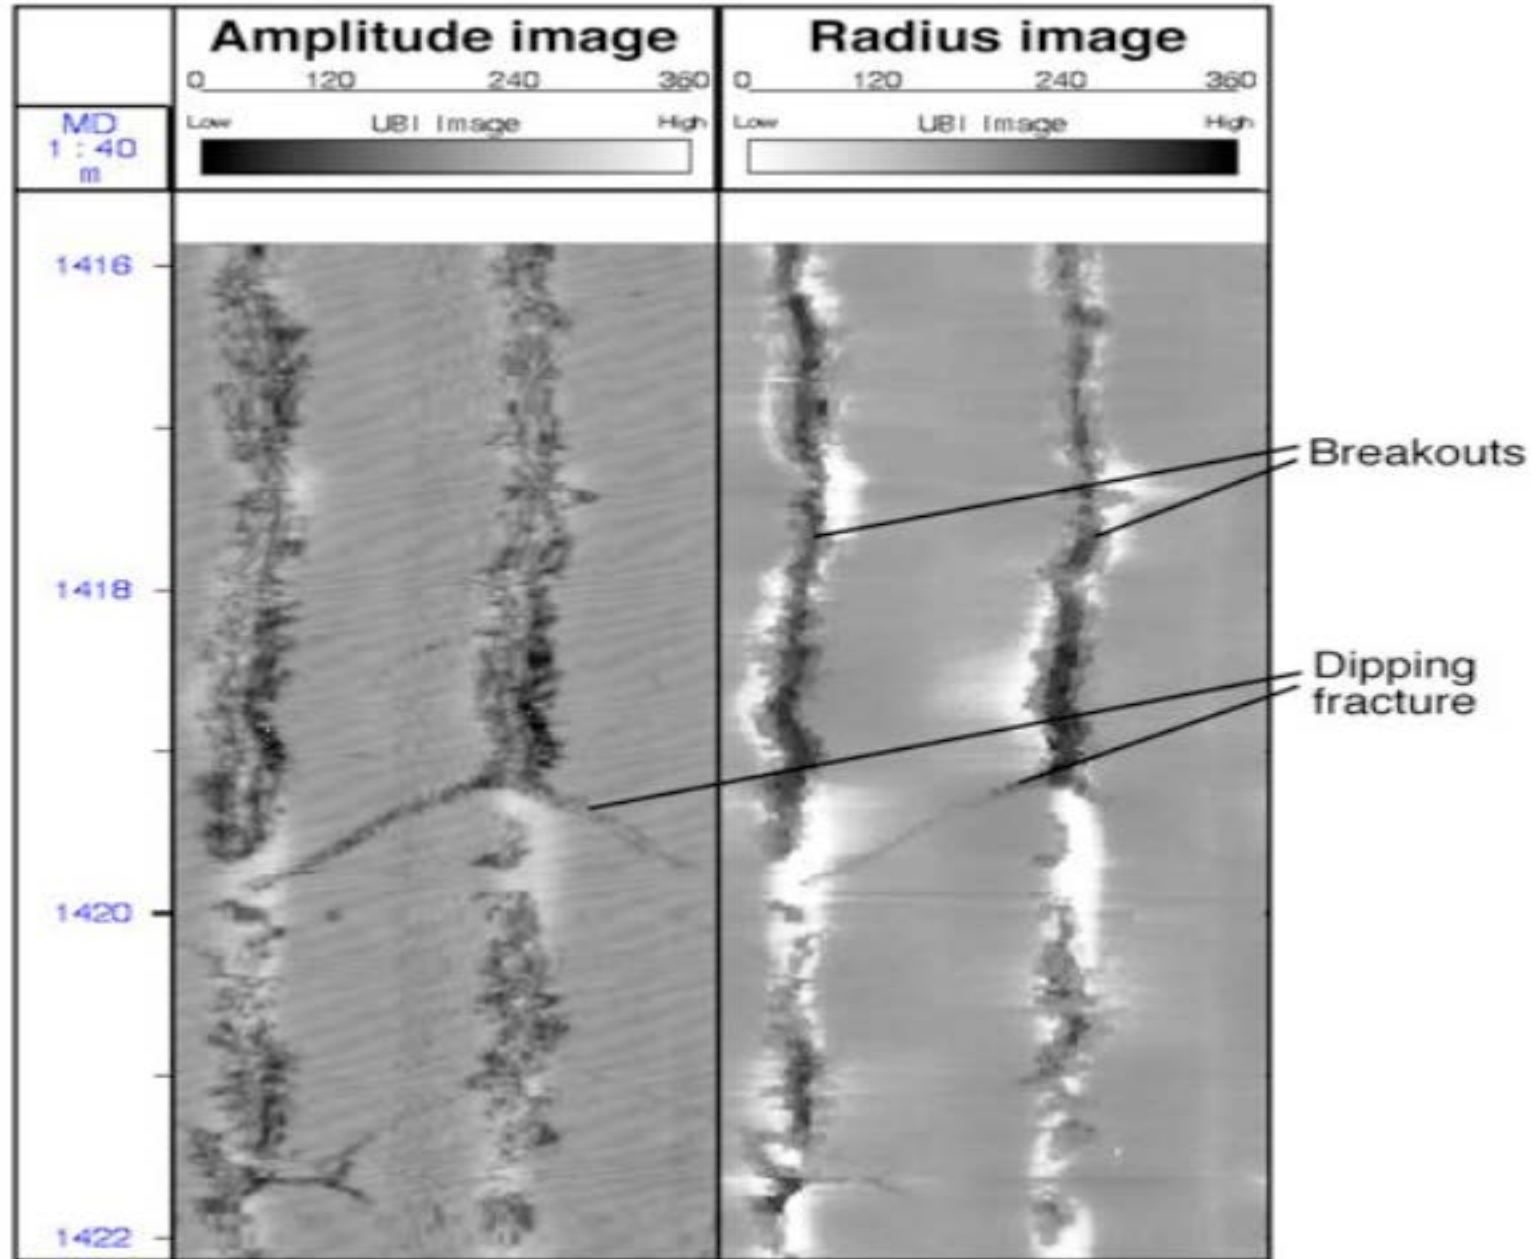 Amplitude image
Radius image
0 120 240 360
0 120 240 360
Low UBI Image High
Low UBI Image High
MD
1 : 40
m
1416
1418
1420
1422
Breakouts
Dipping
fracture